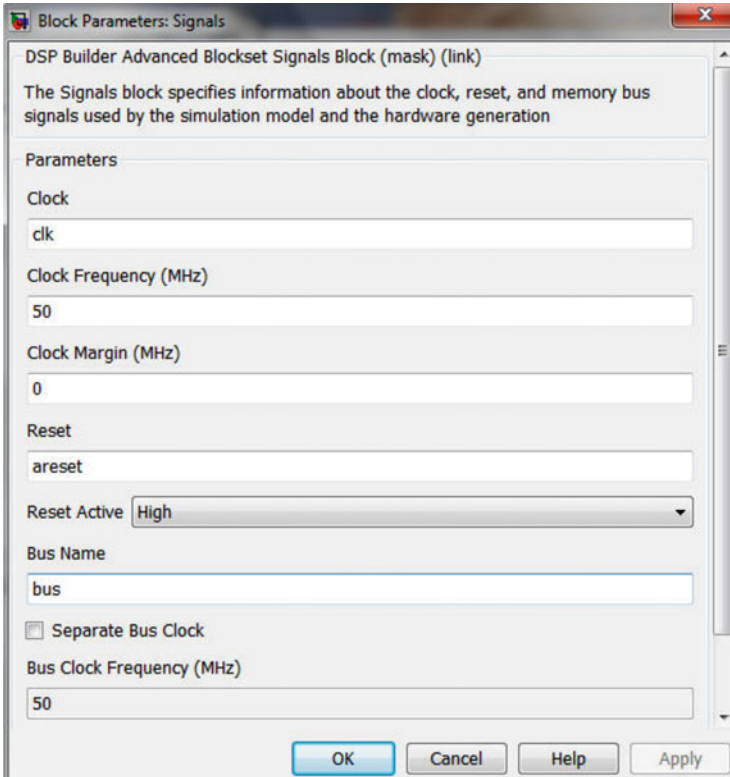 Block Parameters: Signals
DSP Builder Advanced Blockset Signals Block (mask) (link)
The Signals block specifies information about the clock, reset, and memory bus
signals used by the simulation model and the hardware generation
Parameters
Clock
clk
Clock Frequency (MHz)
50
Clock Margin (MHz)
0
Reset
areset
Reset Active High
Bus Name
bus
Separate Bus Clock
Bus Clock Frequency (MHz)
50
OK Cancel Help Apply